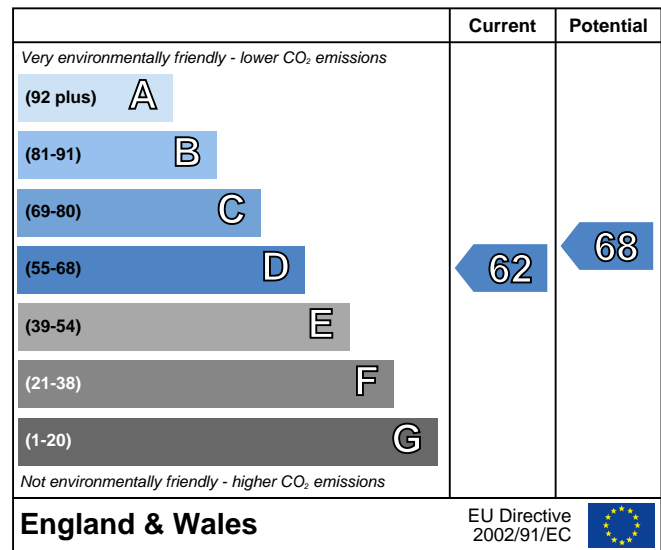 Current Potential
Very environmentally friendly - lower CO₂ emissions
(92 plus) A
(81-91) B
(69-80) C
(55-68) D 62 68
(39-54) E
(21-38) F
(1-20) G
Not environmentally friendly - higher CO₂ emissions
England & Wales
EU Directive
2002/91/EC